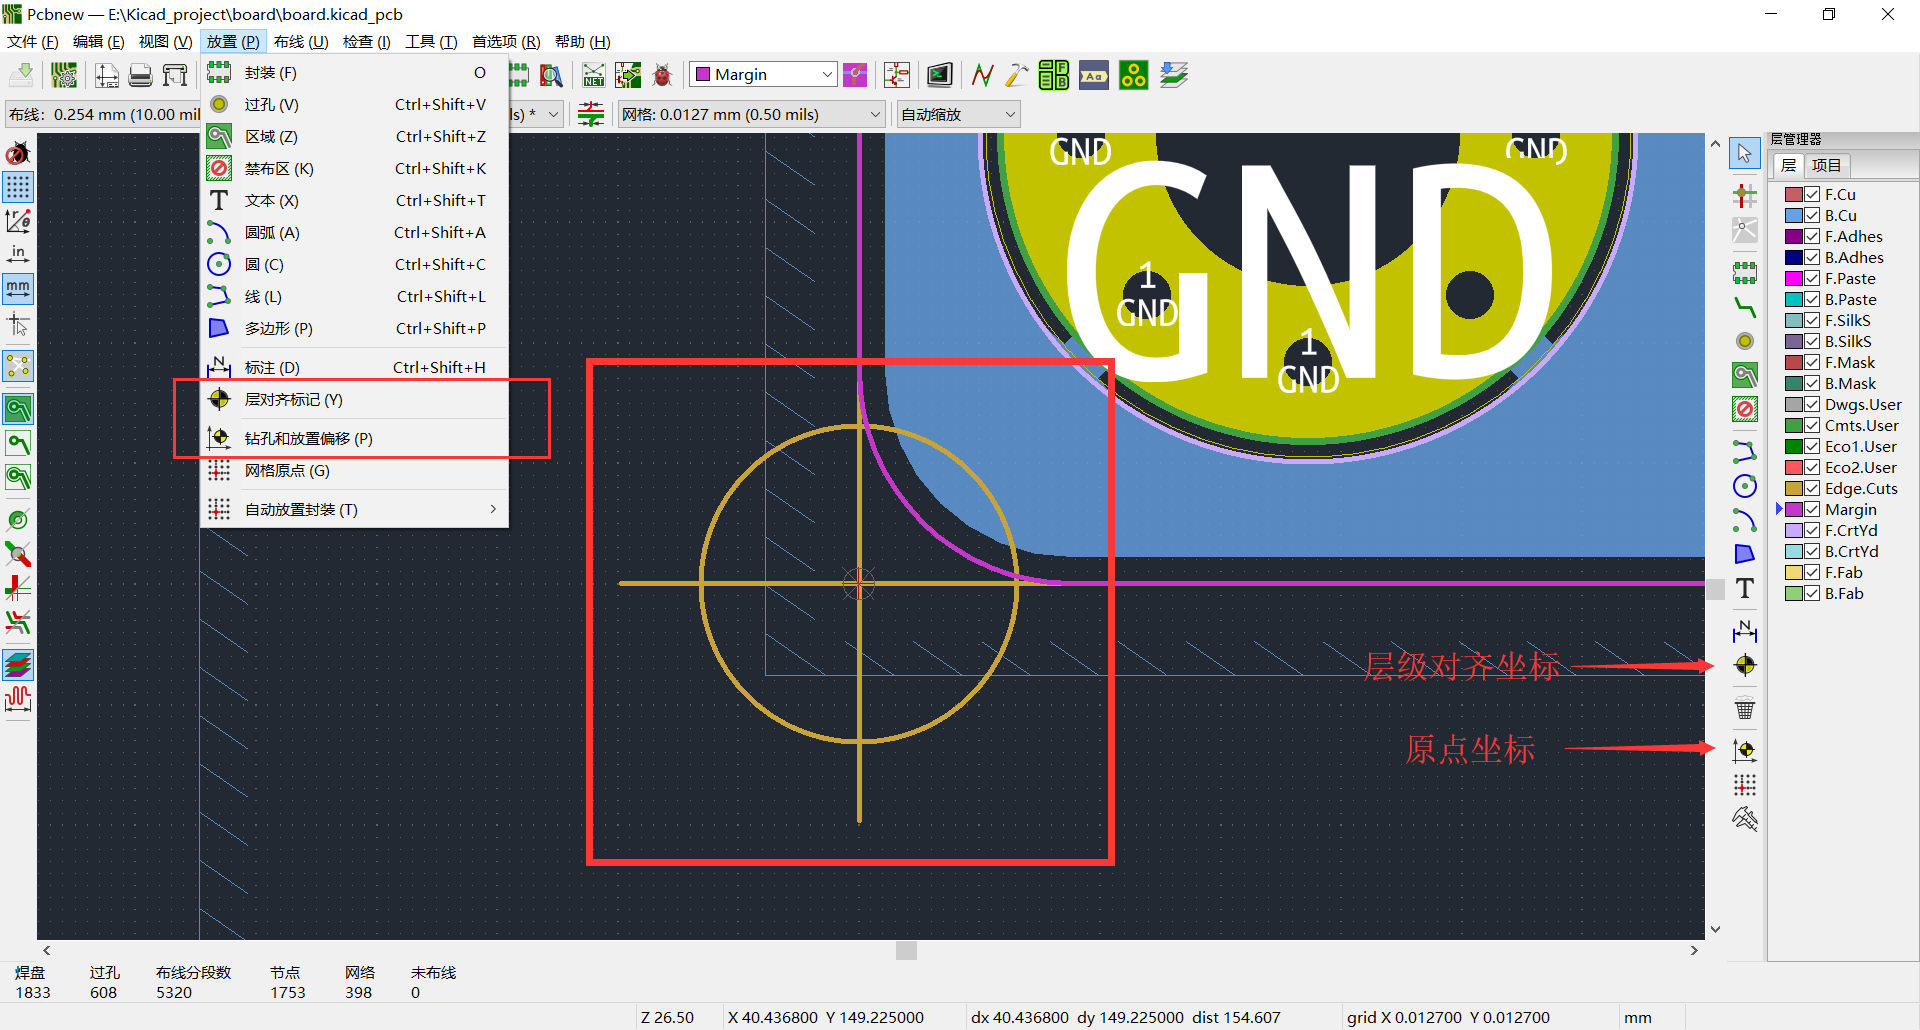 Pcbnew — E:\Kicad_project\board\board.kicad_pcb
文件 (F) 编辑 (E) 视图 (V) 放置 (P) 布线 (U) 检查 (I) 工具 (T) 首选项 (R) 帮助 (H)
Margin
布线: 0.254 mm (10.00 mil
ls) *
网格: 0.0127 mm (0.50 mils)
自动缩放
封装 (F) O
过孔 (V) Ctrl+Shift+V
区域 (Z) Ctrl+Shift+Z
禁布区 (K) Ctrl+Shift+K
文本 (X) Ctrl+Shift+T
圆弧 (A) Ctrl+Shift+A
圆 (C) Ctrl+Shift+C
线 (L) Ctrl+Shift+L
多边形 (P) Ctrl+Shift+P
标注 (D) Ctrl+Shift+H
层对齐标记 (Y)
钻孔和放置偏移 (P)
网格原点 (G)
自动放置封装 (T)
in
mm
NET
GND
GND
GND
1
GND
1
GND
层级对齐坐标
原点坐标
层管理器
层 项目
F.Cu
B.Cu
F.Adhes
B.Adhes
F.Paste
B.Paste
F.SilkS
B.SilkS
F.Mask
B.Mask
Dwgs.User
Cmts.User
Eco1.User
Eco2.User
Edge.Cuts
Margin
F.CrtYd
B.CrtYd
F.Fab
B.Fab
焊盘 过孔 布线分段数 节点 网络 未布线
1833 608 5320 1753 398 0
Z 26.50 X 40.436800 Y 149.225000 dx 40.436800 dy 149.225000 dist 154.607 grid X 0.012700 Y 0.012700 mm